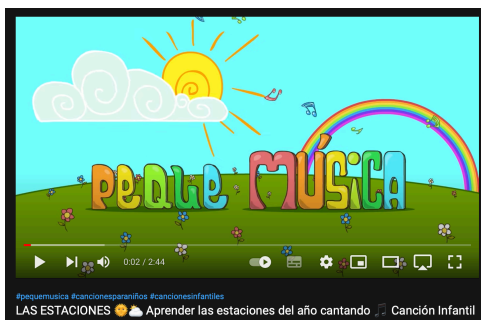 PEQUE MÚSICA
0:02 / 2:44
#pequemusica #cancionesparaniños #cancionesinfantiles
LAS ESTACIONES 🌞🌥️ Aprender las estaciones del año cantando 🎵 Canción Infantil